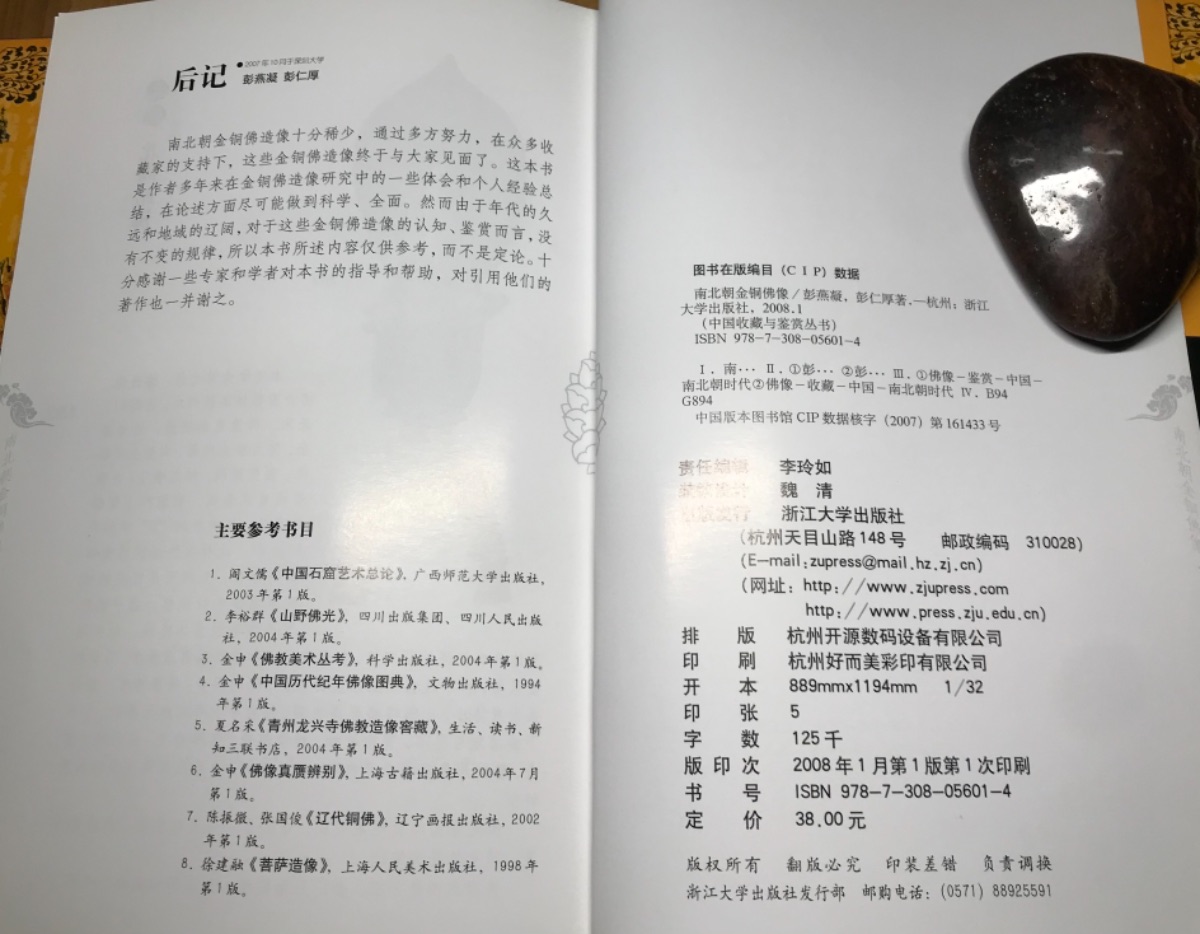 后记
●2007年10月于深圳大学
彭燕凝 彭仁厚
南北朝金铜佛造像十分稀少，通过多方努力，在众多收
藏家的支持下，这些金铜佛造像终于与大家见面了。这本书
是作者多年来在金铜佛造像研究中的一些体会和个人经验总
结，在论述方面尽可能做到科学、全面。然而由于年代的久
远和地域的辽阔，对于这些金铜佛造像的认知、鉴赏而言，没
有不变的规律，所以本书所述内容仅供参考，而不是定论。十
分感谢一些专家和学者对本书的指导和帮助，对引用他们的
著作也一并谢之。
主要参考书目
1. 阎文儒《中国石窟艺术总论》，广西师范大学出版社，
2003年第1版。
2. 李裕群《山野佛光》，四川出版集团、四川人民出版
社，2004年第1版。
3. 金申《佛教美术丛考》，科学出版社，2004年第1版。
4. 金申《中国历代纪年佛像图典》，文物出版社，1994
年第1版。
5. 夏名采《青州龙兴寺佛教造像窖藏》，生活、读书、新
知三联书店，2004年第1版。
6. 金申《佛像真赝辨别》，上海古籍出版社，2004年7月
第1版。
7. 陈振微、张国俊《辽代铜佛》，辽宁画报出版社，2002
年第1版。
8. 徐建融《菩萨造像》，上海人民美术出版社，1998年
第1版。
图书在版编目（CIP）数据
南北朝金铜佛像／彭燕凝，彭仁厚著.—杭州：浙江
大学出版社，2008.1
（中国收藏与鉴赏丛书）
ISBN 978-7-308-05601-4
Ⅰ.南… Ⅱ.①彭… ②彭… Ⅲ.①佛像－鉴赏－中国－
南北朝时代②佛像－收藏－中国－南北朝时代 Ⅳ.B94
G894
中国版本图书馆CIP数据核字（2007）第161433号
责任编辑 李玲如
魏 清
浙江大学出版社
（杭州天目山路148号 邮政编码 310028）
（E-mail:zupress@mail.hz.zj.cn）
（网址：http://www.zjupress.com
http://www.press.zju.edu.cn）
排 版 杭州开源数码设备有限公司
印 刷 杭州好而美彩印有限公司
开 本 889mmx1194mm 1/32
印 张 5
字 数 125千
版印次 2008年1月第1版第1次印刷
书 号 ISBN 978-7-308-05601-4
定 价 38.00元
版权所有 翻版必究 印装差错 负责调换
浙江大学出版社发行部 邮购电话：（0571）88925591